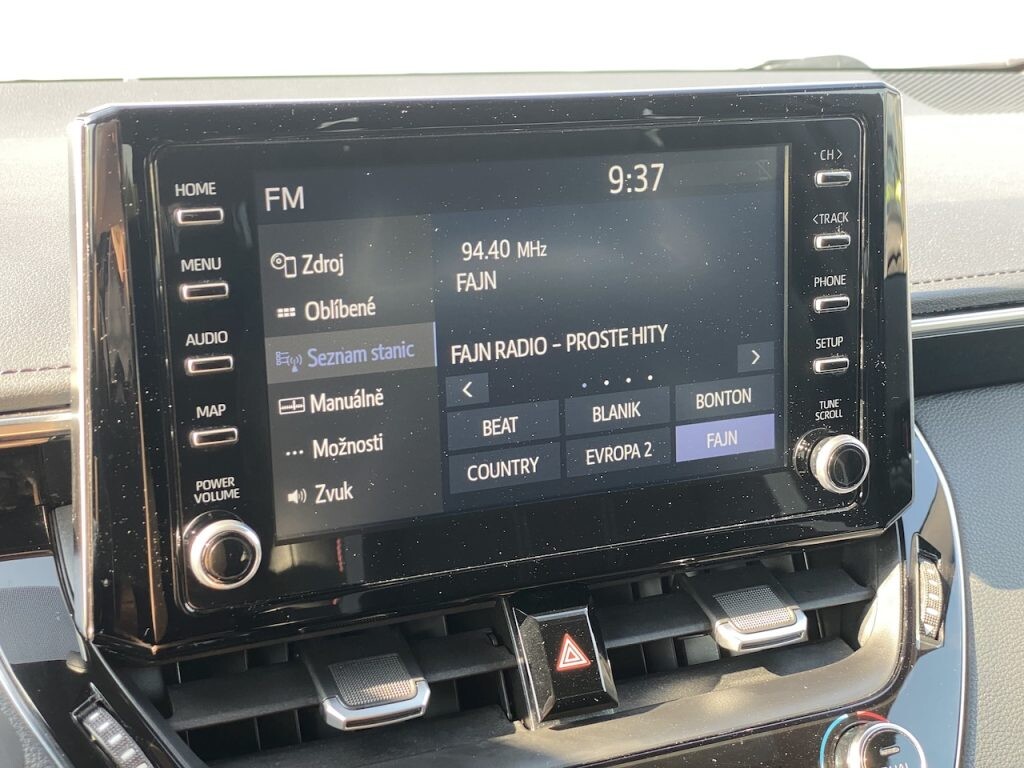 HOME
MENU
AUDIO
MAP
POWER
VOLUME
FM
9:37
Zdroj
Oblíbené
Seznam stanic
Manuálně
Možnosti
Zvuk
94.40 MHz
FAJN
FAJN RADIO - PROSTE HITY
BEAT
BLANIK
BONTON
COUNTRY
EVROPA 2
FAJN
CH >
< TRACK
PHONE
SETUP
TUNE
SCROLL